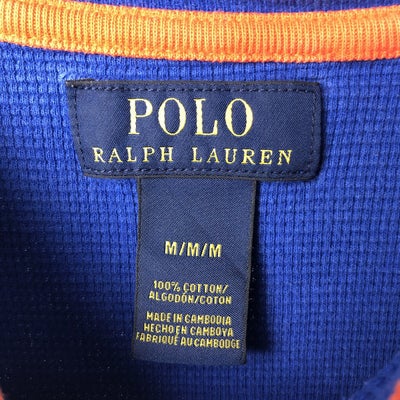 POLO
RALPH LAUREN
M/M/M
100% COTTON/
ALGODÓN/COTON
MADE IN CAMBODIA
HECHO EN CAMBOYA
FABRIQUÉ AU CAMBODGE